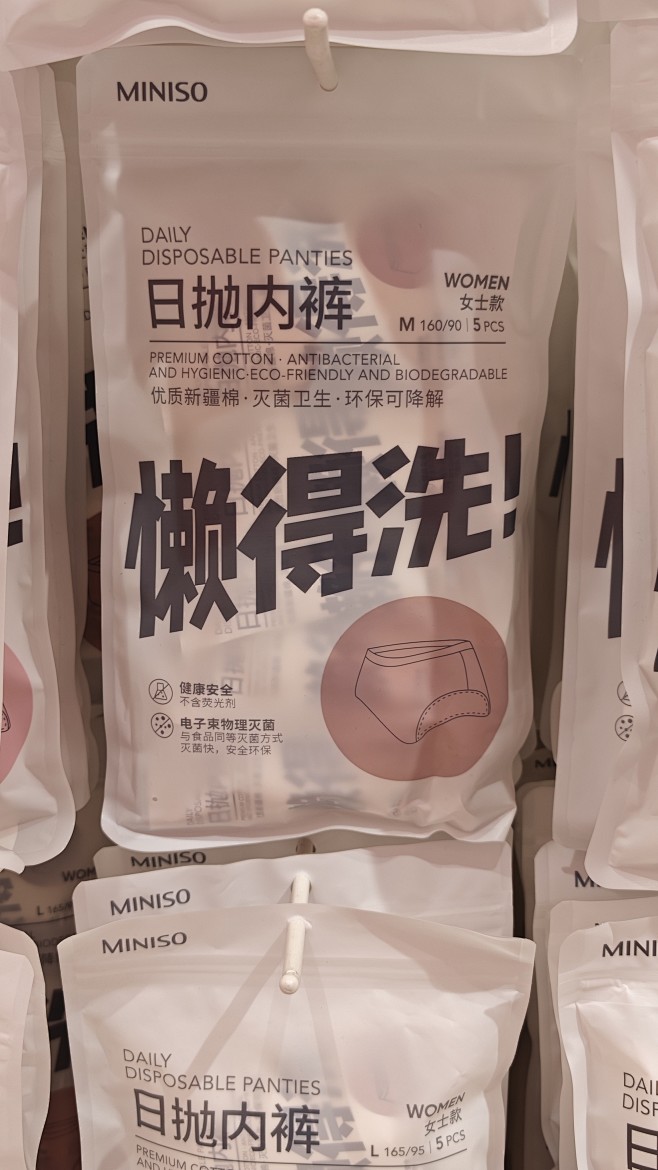 MINISO
DAILY
DISPOSABLE PANTIES
日抛内裤
WOMEN
女士款
M 160/90 | 5 PCS
PREMIUM COTTON · ANTIBACTERIAL
AND HYGIENIC·ECO-FRIENDLY AND BIODEGRADABLE
优质新疆棉·灭菌卫生·环保可降解
懒得洗!
健康安全
不含荧光剂
电子束物理灭菌
与食品同等灭菌方式
灭菌快，安全环保
MINISO
MINISO
MINISO
DAILY
DISPOSABLE PANTIES
日抛内裤
WOMEN
女士款
L 165/95 | 5 PCS
PREMIUM